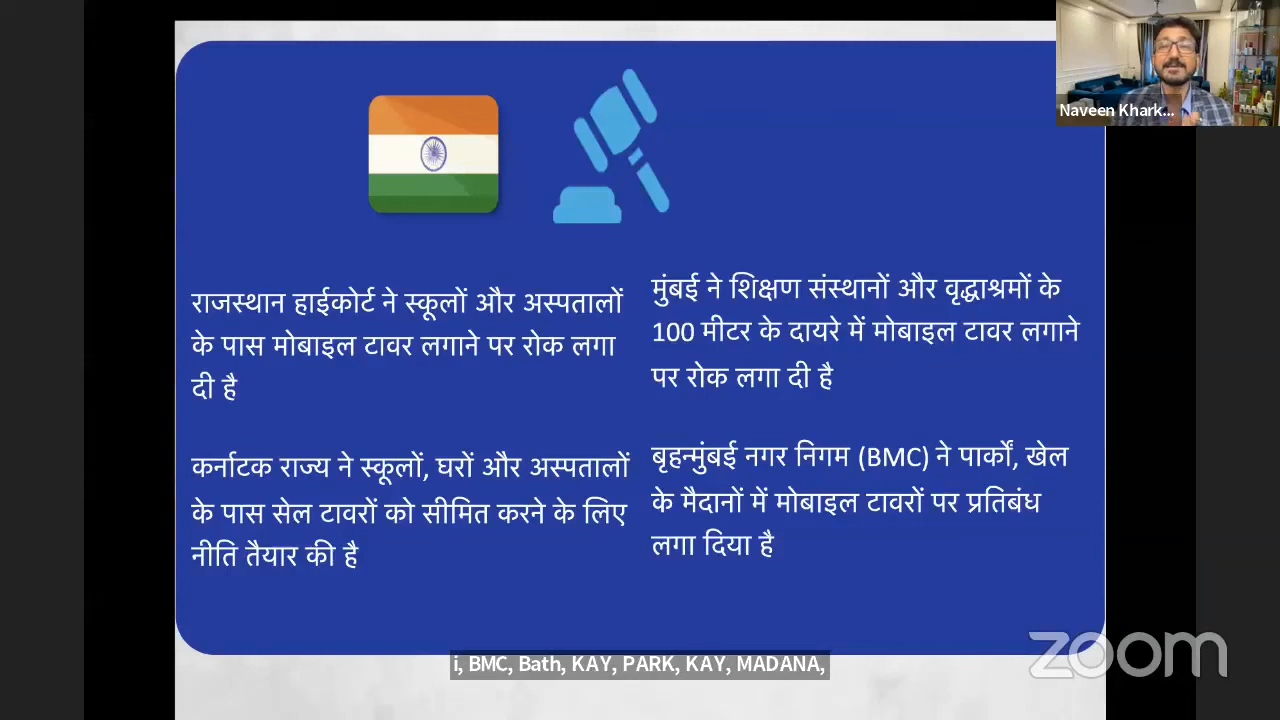 Naveen Khark...
राजस्थान हाईकोर्ट ने स्कूलों और अस्पतालों
के पास मोबाइल टावर लगाने पर रोक लगा
दी है
मुंबई ने शिक्षण संस्थानों और वृद्धाश्रमों के
100 मीटर के दायरे में मोबाइल टावर लगाने
पर रोक लगा दी है
कर्नाटक राज्य ने स्कूलों, घरों और अस्पतालों
के पास सेल टावरों को सीमित करने के लिए
नीति तैयार की है
बृहन्मुंबई नगर निगम (BMC) ने पार्कों, खेल
के मैदानों में मोबाइल टावरों पर प्रतिबंध
लगा दिया है
i, BMC, Bath, KAY, PARK, KAY, MADANA,
zoom